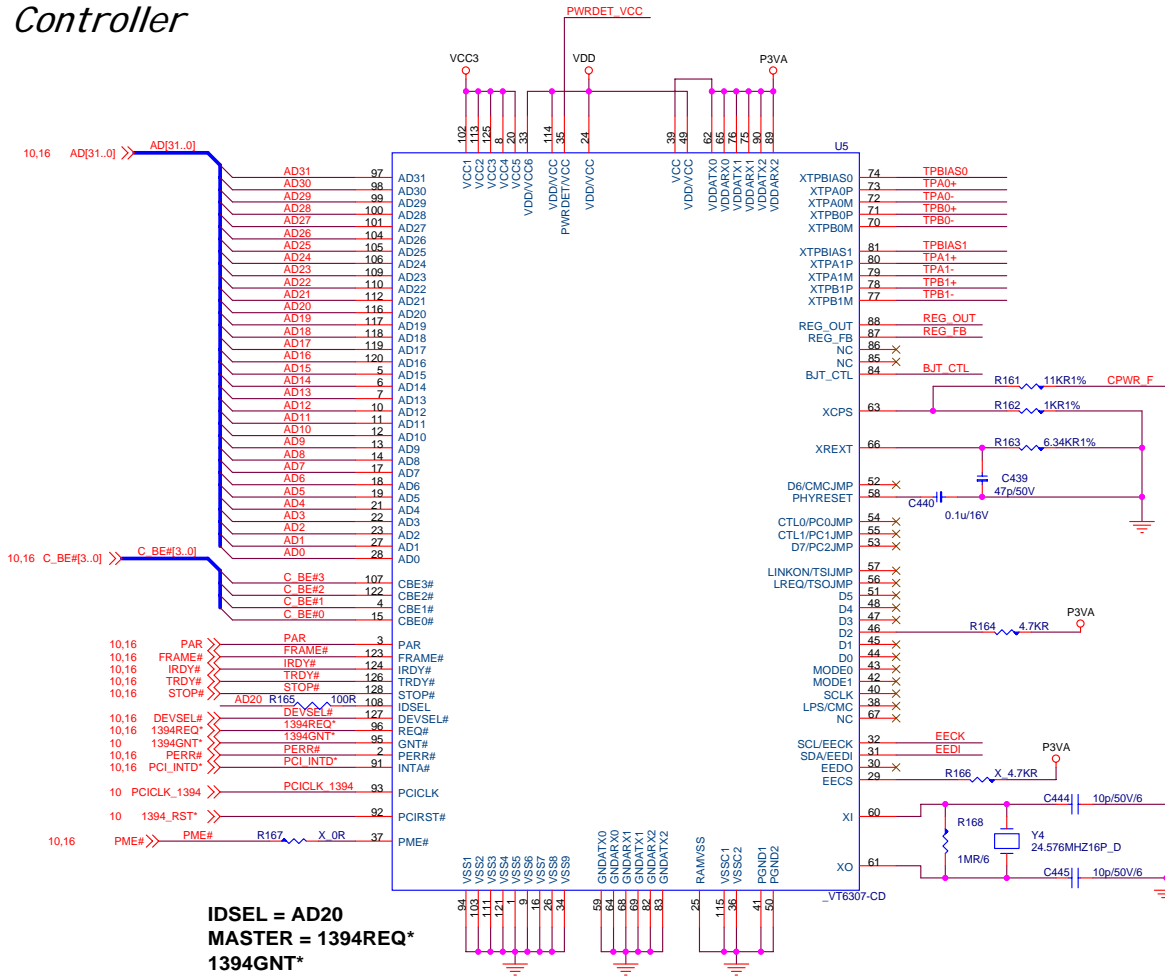 Controller
PWRDET_VCC
VCC3 VDD P3VA
102 113 125 8 20 33 114 35 24 39 49 62 65 76 75 90 89
U5
VCC1 VCC2 VCC3 VCC4 VCC5 VDD/VCC6 VDD/VCC PWRDET/VCC VDD/VCC VCC VDD/VCC VDDATX0 VDDARX0 VDDATX1 VDDARX1 VDDATX2 VDDARX2
10,16 AD[31..0] AD[31..0]
AD31 97 AD31
AD30 98 AD30
AD29 99 AD29
AD28 100 AD28
AD27 101 AD27
AD26 104 AD26
AD25 105 AD25
AD24 106 AD24
AD23 109 AD23
AD22 110 AD22
AD21 112 AD21
AD20 116 AD20
AD19 117 AD19
AD18 118 AD18
AD17 119 AD17
AD16 120 AD16
AD15 5 AD15
AD14 6 AD14
AD13 7 AD13
AD12 10 AD12
AD11 11 AD11
AD10 12 AD10
AD9 13 AD9
AD8 14 AD8
AD7 17 AD7
AD6 18 AD6
AD5 19 AD5
AD4 21 AD4
AD3 22 AD3
AD2 23 AD2
AD1 27 AD1
AD0 28 AD0
10,16 C_BE#[3..0] C_BE#[3..0]
C_BE#3 107 CBE3#
C_BE#2 122 CBE2#
C_BE#1 4 CBE1#
C_BE#0 15 CBE0#
10,16 PAR PAR 3 PAR
10,16 FRAME# FRAME# 123 FRAME#
10,16 IRDY# IRDY# 124 IRDY#
10,16 TRDY# TRDY# 126 TRDY#
10,16 STOP# STOP# 128 STOP#
AD20 R165 100R 108 IDSEL
10,16 DEVSEL# DEVSEL# 127 DEVSEL#
10,16 1394REQ* 1394REQ* 96 REQ#
10 1394GNT* 1394GNT* 95 GNT#
10,16 PERR# PERR# 2 PERR#
10,16 PCI_INTD* PCI_INTD* 91 INTA#
10 PCICLK_1394 PCICLK_1394 93 PCICLK
10 1394_RST* 92 PCIRST#
10,16 PME# PME# R167 X_0R 37 PME#
XTPBIAS0 74 TPBIAS0
XTPA0P 73 TPA0+
XTPA0M 72 TPA0-
XTPB0P 71 TPB0+
XTPB0M 70 TPB0-
XTPBIAS1 81 TPBIAS1
XTPA1P 80 TPA1+
XTPA1M 79 TPA1-
XTPB1P 78 TPB1+
XTPB1M 77 TPB1-
REG_OUT 88 REG_OUT
REG_FB 87 REG_FB
NC 86
NC 85
BJT_CTL 84 BJT_CTL
R161 11KR1% CPWR_F
XCPS 63 R162 1KR1%
XREXT 66 R163 6.34KR1%
C439
47p/50V
D6/CMCJMP 52
PHYRESET 58 C440
0.1u/16V
CTL0/PC0JMP 54
CTL1/PC1JMP 55
D7/PC2JMP 53
LINKON/TSIJMP 57
LREQ/TSOJMP 56
D5 51
D4 48
D3 47
P3VA
D2 46 R164 4.7KR
D1 45
D0 44
MODE0 43
MODE1 42
SCLK 40
LPS/CMC 38
NC 67
SCL/EECK 32 EECK
SDA/EEDI 31 EEDI
EEDO 30
P3VA
EECS 29 R166 X_4.7KR
XI 60 C444 10p/50V/6
R168 1MR/6
Y4
24.576MHZ16P_D
XO 61 C445 10p/50V/6
VSS1 VSS2 VSS3 VSS4 VSS5 VSS6 VSS7 VSS8 VSS9 GNDATX0 GNDARX0 GNDARX1 GNDATX1 GNDARX2 GNDATX2 RAMVSS VSSC1 VSSC2 PGND1 PGND2
_VT6307-CD
94 103 111 121 1 9 16 26 34 59 64 68 69 82 83 25 115 36 41 50
IDSEL = AD20
MASTER = 1394REQ*
1394GNT*